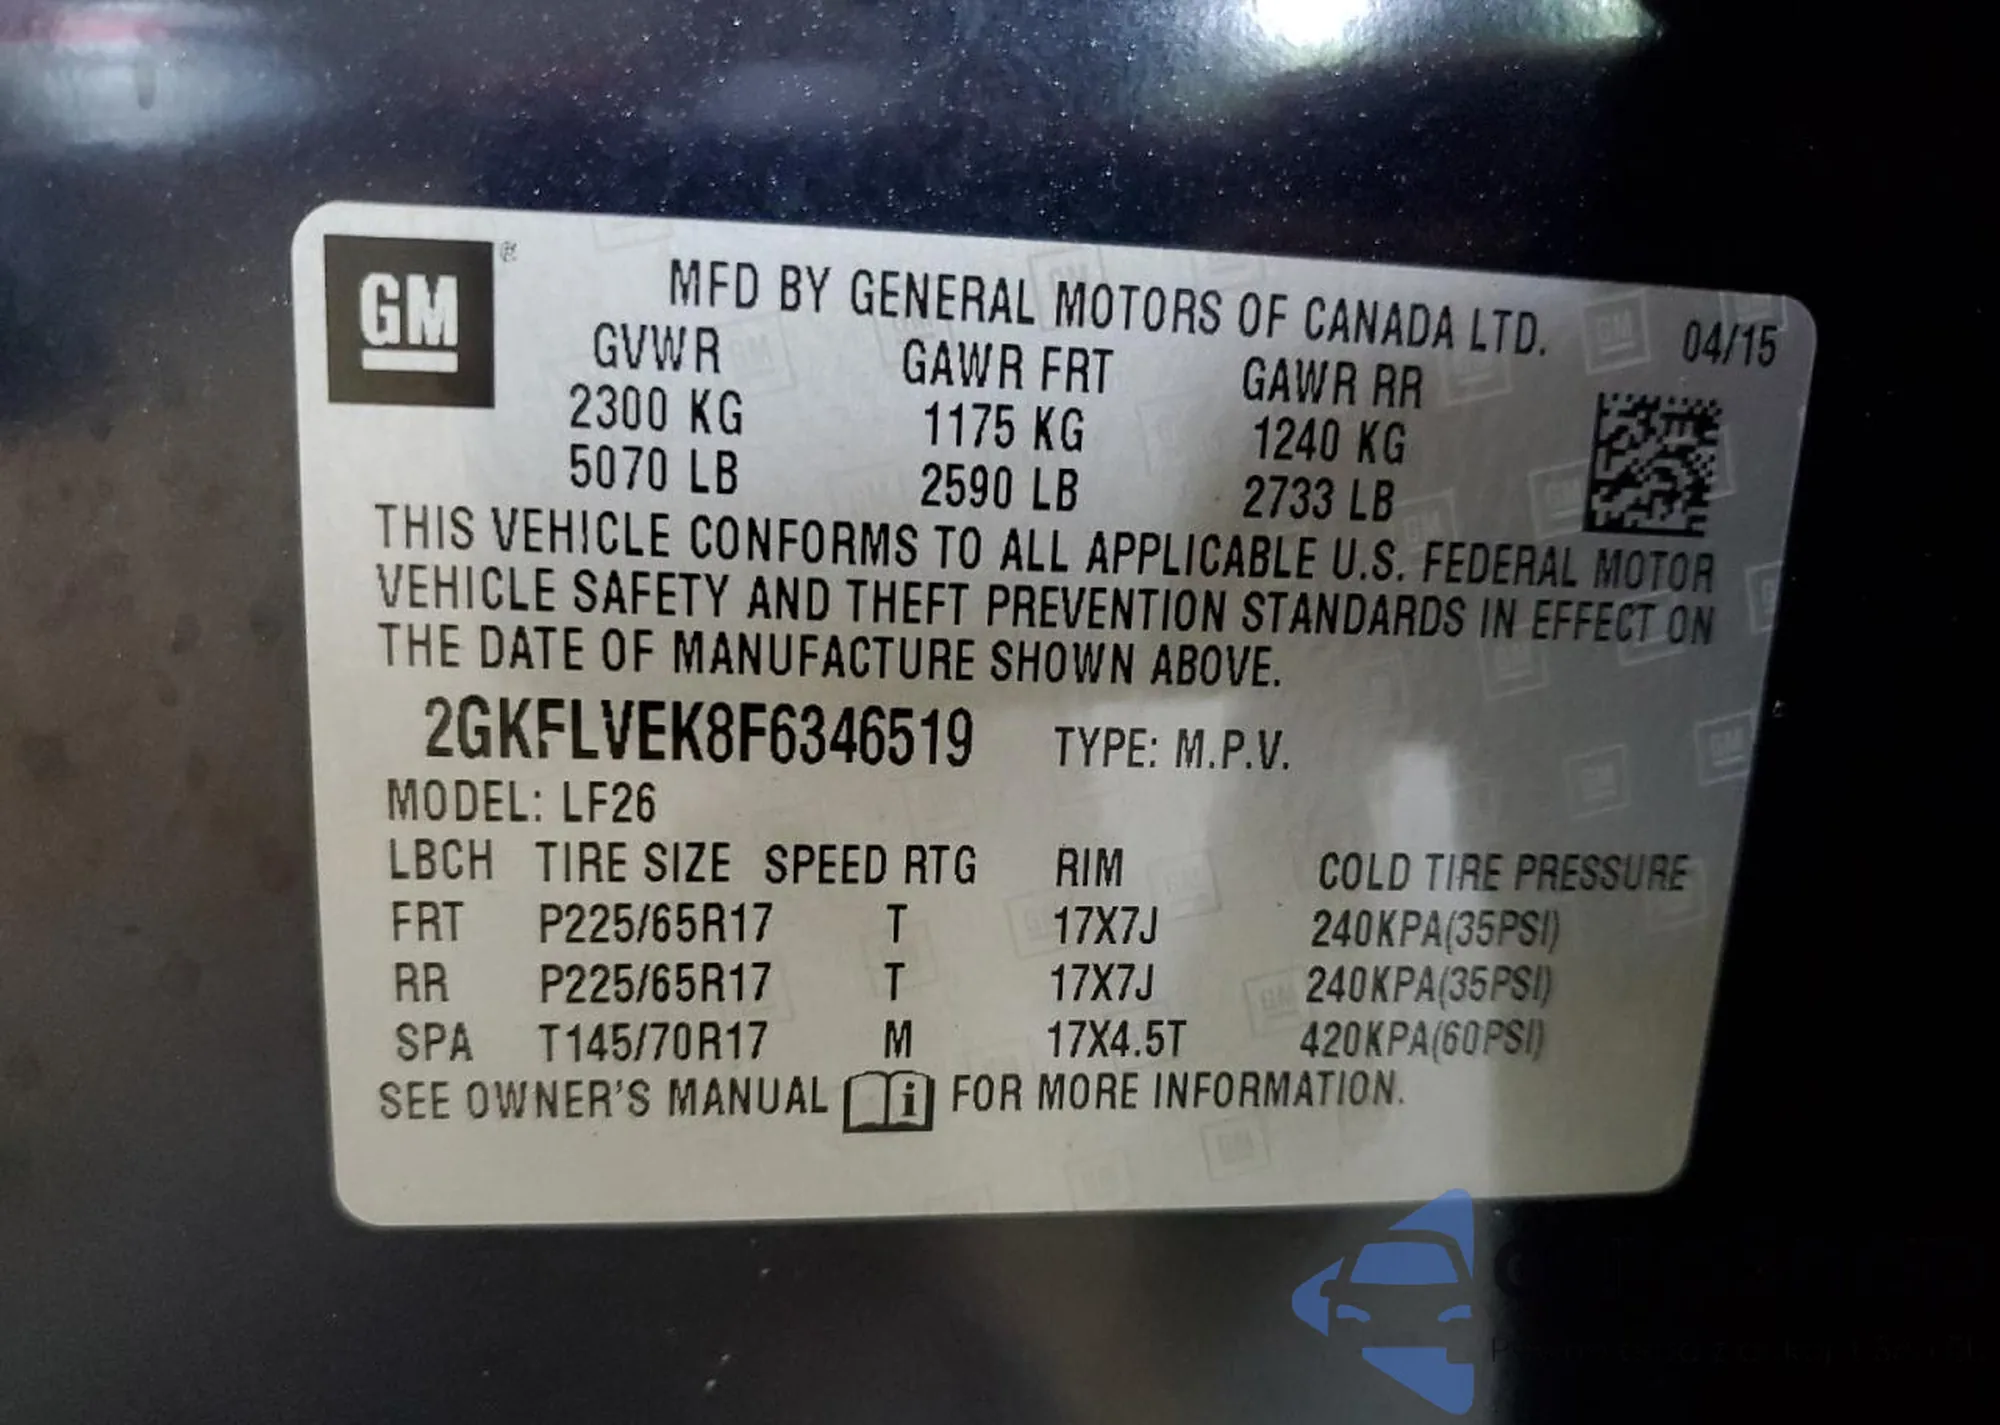 GM ®
MFD BY GENERAL MOTORS OF CANADA LTD. 04/15
GVWR GAWR FRT GAWR RR
2300 KG 1175 KG 1240 KG
5070 LB 2590 LB 2733 LB
THIS VEHICLE CONFORMS TO ALL APPLICABLE U.S. FEDERAL MOTOR
VEHICLE SAFETY AND THEFT PREVENTION STANDARDS IN EFFECT ON
THE DATE OF MANUFACTURE SHOWN ABOVE.
2GKFLVEK8F6346519 TYPE: M.P.V.
MODEL: LF26
LBCH TIRE SIZE SPEED RTG RIM COLD TIRE PRESSURE
FRT P225/65R17 T 17X7J 240KPA(35PSI)
RR P225/65R17 T 17X7J 240KPA(35PSI)
SPA T145/70R17 M 17X4.5T 420KPA(60PSI)
SEE OWNER'S MANUAL i FOR MORE INFORMATION.